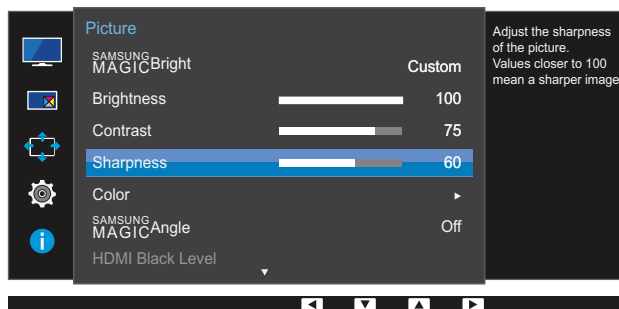 Picture
SAMSUNG
MAGICBright Custom
Brightness 100
Contrast 75
Sharpness 60
Color
SAMSUNG
MAGICAngle Off
HDMI Black Level
Adjust the sharpness
of the picture.
Values closer to 100
mean a sharper image